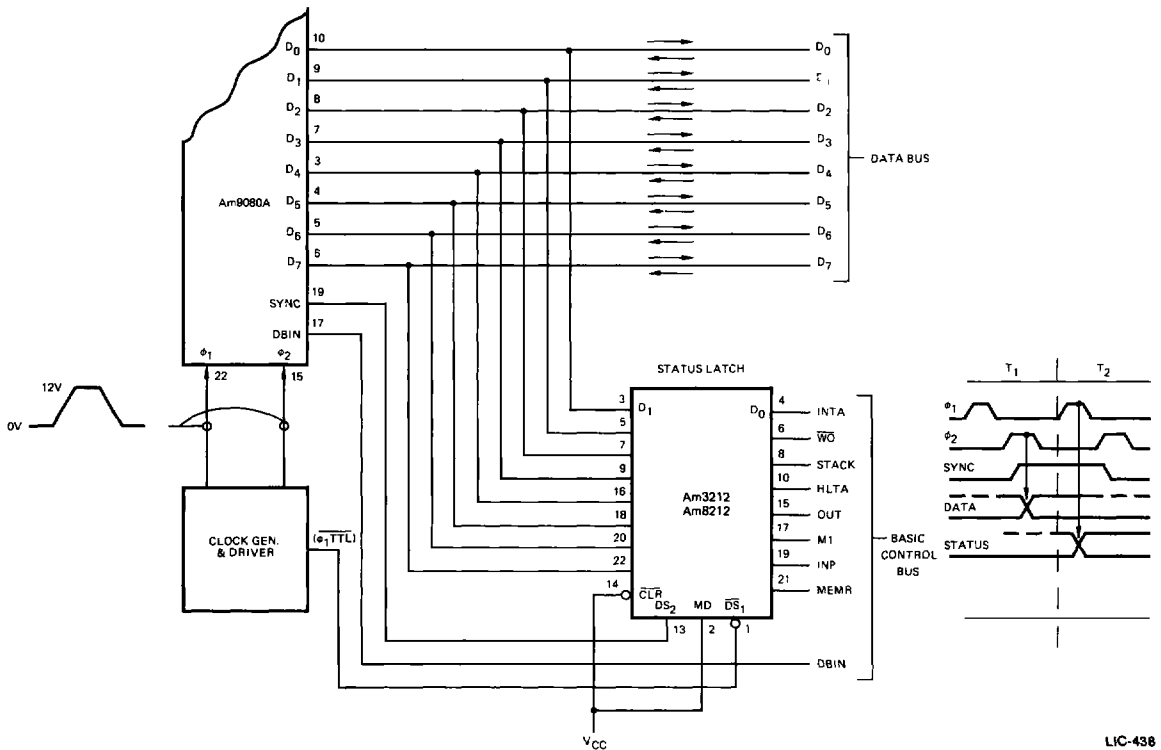 D0 10 D0
D1 9 D1
D2 8 D2
D3 7 D3
D4 3 D4
D5 4 D5
D6 5 D6
D7 6 D7
DATA BUS
Am9080A
SYNC 19
DBIN 17
ϕ1 ϕ2
22 15
12V
0V
CLOCK GEN.
& DRIVER
(ϕ1TTL)
STATUS LATCH
3 D1 D0 4 INTA
5 6 WO
7 8 STACK
9 10 HLTA
16 15 OUT
18 17 M1
20 19 INP
22 21 MEMR
Am3212
Am8212
14 CLR
DS2 MD DS1
13 2 1
DBIN
BASIC
CONTROL
BUS
VCC
T1 T2
ϕ1
ϕ2
SYNC
DATA
STATUS
LIC-438